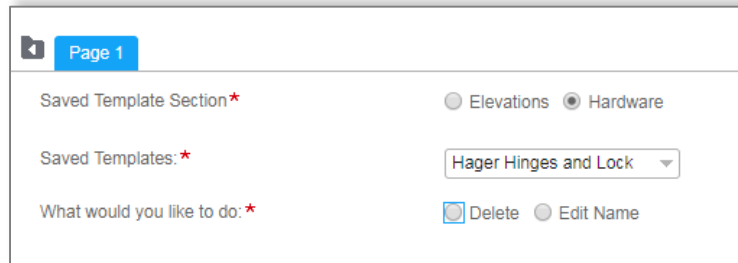 Page 1
Saved Template Section* Elevations Hardware
Saved Templates:* Hager Hinges and Lock
What would you like to do:* Delete Edit Name